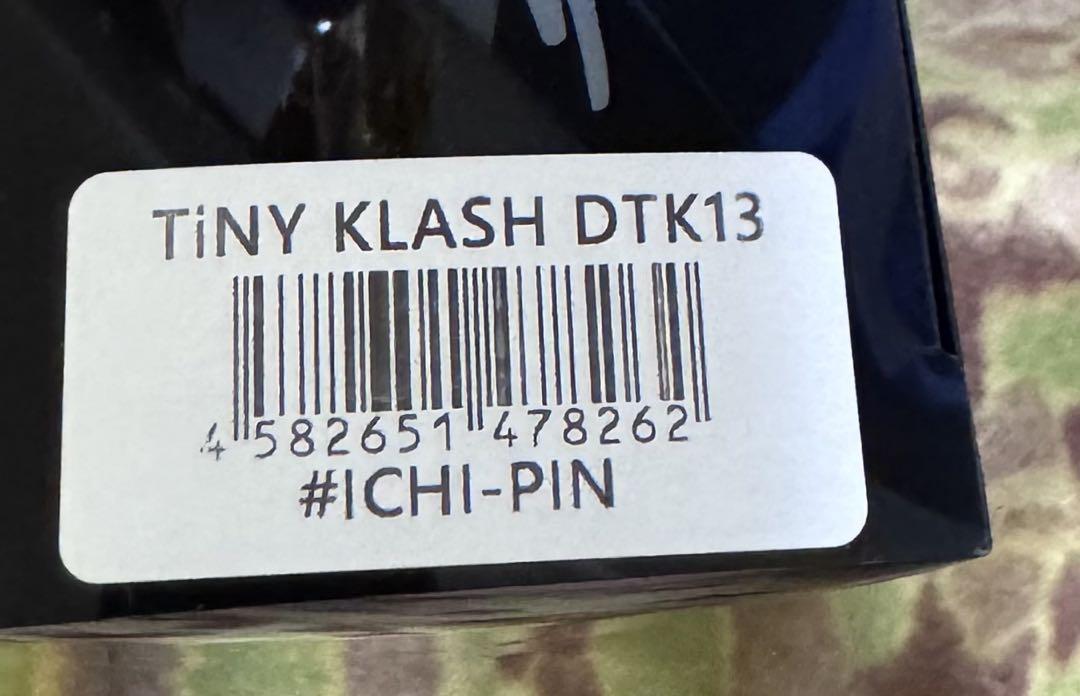 TiNY KLASH DTK13
4 582651 478262
#ICHI-PIN